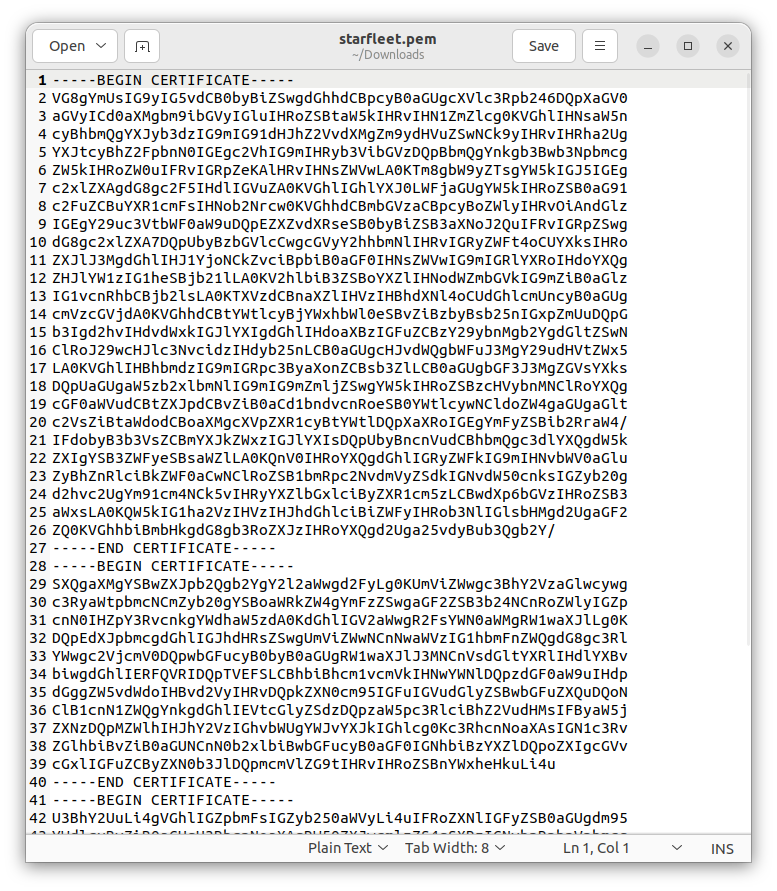 Open
starfleet.pem
~/Downloads
Save
1 -----BEGIN CERTIFICATE-----
2 VG8gYmUsIG9yIG5vdCB0byBiZSwgdGhhdCBpcyB0aGUgcXVlc3Rpb246DQpXaGV0
3 aGVyICd0aXMgbm9ibGVyIGluIHRoZSBtaW5kIHRvIHN1ZmZlcg0KVGhlIHNsaW5n
4 cyBhbmQgYXJyb3dzIG9mIG91dHJhZ2VvdXMgZm9ydHVuZSwNCk9yIHRvIHRha2Ug
5 YXJtcyBhZ2FpbnN0IGEgc2VhIG9mIHRyb3VibGVzDQpBbmQgYnkgb3Bwb3Npbmcg
6 ZW5kIHRoZW0uIFRvIGRpZeKAlHRvIHNsZWVwLA0KTm8gbW9yZTsgYW5kIGJ5IGEg
7 c2xlZXAgdG8gc2F5IHdlIGVuZA0KVGhlIGhlYXJ0LWFjaGUgYW5kIHRoZSB0aG91
8 c2FuZCBuYXR1cmFsIHNob2Nrcw0KVGhhdCBmbGVzaCBpcyBoZWlyIHRvOiAndGlz
9 IGEgY29uc3VtbWF0aW9uDQpEZXZvdXRseSB0byBiZSB3aXNoJ2QuIFRvIGRpZSwg
10 dG8gc2xlZXA7DQpUbyBzbGVlcCwgcGVyY2hhbmNlIHRvIGRyZWFt4oCUYXksIHRo
11 ZXJlJ3MgdGhlIHJ1YjoNCkZvciBpbiB0aGF0IHNsZWVwIG9mIGRlYXRoIHdoYXQg
12 ZHJlYW1zIG1heSBjb21lLA0KV2hlbiB3ZSBoYXZlIHNodWZmbGVkIG9mZiB0aGlz
13 IG1vcnRhbCBjb2lsLA0KTXVzdCBnaXZlIHVzIHBhdXNl4oCUdGhlcmUncyB0aGUg
14 cmVzcGVjdA0KVGhhdCBtYWtlcyBjYWxhbWl0eSBvZiBzbyBsb25nIGxpZmUuDQpG
15 b3Igd2hvIHdvdWxkIGJlYXIgdGhlIHdoaXBzIGFuZCBzY29ybnMgb2YgdGltZSwN
16 ClRoJ29wcHJlc3NvcidzIHdyb25nLCB0aGUgcHJvdWQgbWFuJ3MgY29udHVtZWx5
17 LA0KVGhlIHBhbmdzIG9mIGRpc3ByaXonZCBsb3ZlLCB0aGUgbGF3J3MgZGVsYXks
18 DQpUaGUgaW5zb2xlbmNlIG9mIG9mZmljZSwgYW5kIHRoZSBzcHVybnMNClRoYXQg
19 cGF0aWVudCBtZXJpdCBvZiB0aCd1bndvcnRoeSB0YWtlcywNCldoZW4gaGUgaGlt
20 c2VsZiBtaWdodCBoaXMgcXVpZXR1cyBtYWtlDQpXaXRoIGEgYmFyZSBib2RraW4/
21 IFdobyB3b3VsZCBmYXJkZWxzIGJlYXIsDQpUbyBncnVudCBhbmQgc3dlYXQgdW5k
22 ZXIgYSB3ZWFyeSBsaWZlLA0KQnV0IHRoYXQgdGhlIGRyZWFkIG9mIHNvbWV0aGlu
23 ZyBhZnRlciBkZWF0aCwNClRoZSB1bmRpc2NvdmVyZSdkIGNvdW50cnksIGZyb20g
24 d2hvc2UgYm91cm4NCk5vIHRyYXZlbGxlciByZXR1cm5zLCBwdXp6bGVzIHRoZSB3
25 aWxsLA0KQW5kIG1ha2VzIHVzIHJhdGhlciBiZWFyIHRob3NlIGlsbHMgd2UgaGF2
26 ZQ0KVGhhbiBmbHkgdG8gb3RoZXJzIHRoYXQgd2Uga25vdyBub3Qgb2Y/
27 -----END CERTIFICATE-----
28 -----BEGIN CERTIFICATE-----
29 SXQgaXMgYSBwZXJpb2Qgb2YgY2l2aWwgd2FyLg0KUmViZWwgc3BhY2VzaGlwcywg
30 c3RyaWtpbmcNCmZyb20gYSBoaWRkZW4gYmFzZSwgaGF2ZSB3b24NCnRoZWlyIGZp
31 cnN0IHZpY3RvcnkgYWdhaW5zdA0KdGhlIGV2aWwgR2FsYWN0aWMgRW1waXJlLg0K
32 DQpEdXJpbmcgdGhlIGJhdHRsZSwgUmViZWwNCnNwaWVzIG1hbmFnZWQgdG8gc3Rl
33 YWwgc2VjcmV0DQpwbGFucyB0byB0aGUgRW1waXJlJ3MNCnVsdGltYXRlIHdlYXBv
34 biwgdGhlIERFQVRIDQpTVEFSLCBhbiBhcm1vcmVkIHNwYWNlDQpzdGF0aW9uIHdp
35 dGggZW5vdWdoIHBvd2VyIHRvDQpkZXN0cm95IGFuIGVudGlyZSBwbGFuZXQuDQoN
36 ClB1cnN1ZWQgYnkgdGhlIEVtcGlyZSdzDQpzaW5pc3RlciBhZ2VudHMsIFByaW5j
37 ZXNzDQpMZWlhIHJhY2VzIGhvbWUgYWJvYXJkIGhlcg0Kc3RhcnNoaXAsIGN1c3Rv
38 ZGlhbiBvZiB0aGUNCnN0b2xlbiBwbGFucyB0aGF0IGNhbiBzYXZlDQpoZXIgcGVv
39 cGxlIGFuZCByZXN0b3JlDQpmcmVlZG9tIHRvIHRoZSBnYWxheHkuLi4u
40 -----END CERTIFICATE-----
41 -----BEGIN CERTIFICATE-----
42 U3BhY2UuLi4gVGhlIGZpbmFsIGZyb250aWVyLi4uIFRoZXNlIGFyZSB0aGUgdm95
Plain Text Tab Width: 8 Ln 1, Col 1 INS